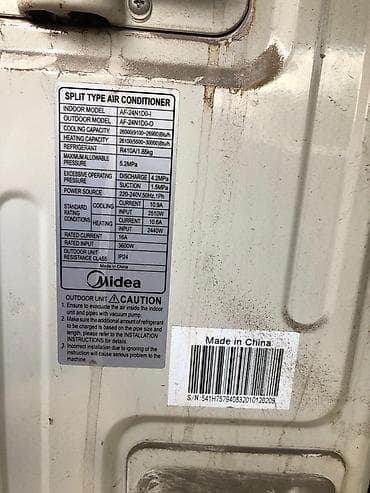 SPLIT TYPE AIR CONDITIONER
INDOOR MODEL AF-24N1D0-I
OUTDOOR MODEL AF-24N1D0-O
COOLING CAPACITY 26000(9100~26900)Btu/h
HEATING CAPACITY 26100(5500~30000)Btu/h
REFRIGERANT R410A/1.85kg
MAXIMUM ALLOWABLE PRESSURE 5.2MPa
EXCESSIVE OPERATING PRESSURE DISCHARGE 4.2MPa
SUCTION 1.5MPa
POWER SOURCE 220-240V,50Hz,1Ph
STANDARD RATING CONDITIONS COOLING CURRENT 10.9A
INPUT 2510W
HEATING CURRENT 10.6A
INPUT 2440W
RATED CURRENT 16A
RATED INPUT 3600W
OUTDOOR UNIT RESISTANCE CLASS IP24
Made in China
Midea
OUTDOOR UNIT CAUTION
1. Ensure to evacuate the air inside the indoor
unit and pipes with vacuum pump.
2. Make sure the additional amount of refrigerant
to be charged is based on the pipe size and
length, please refer to the INSTALLATION
INSTRUCTIONS for details.
3. Incorrect installation due to ignoring of the
instruction will cause serious problem to the
machine.
Made in China